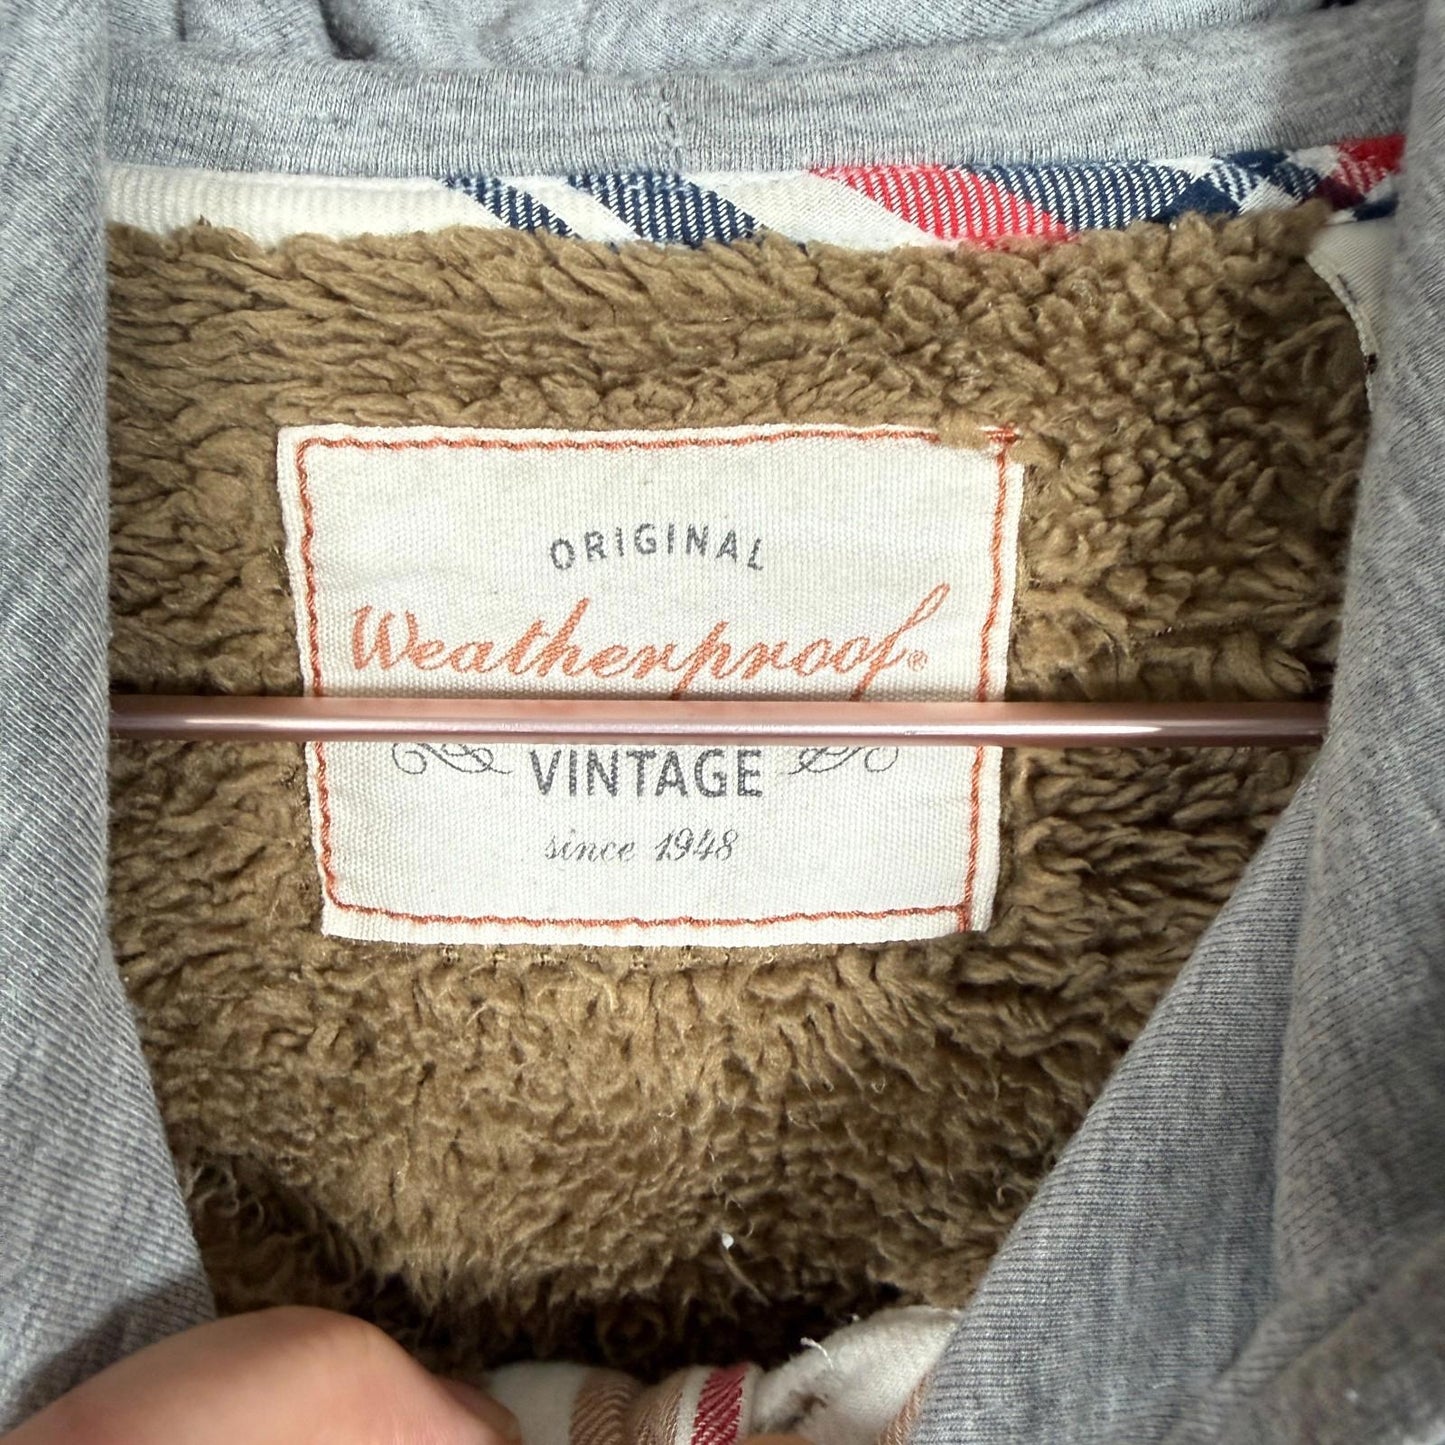 ORIGINAL
Weatherproof®
VINTAGE
since 1948